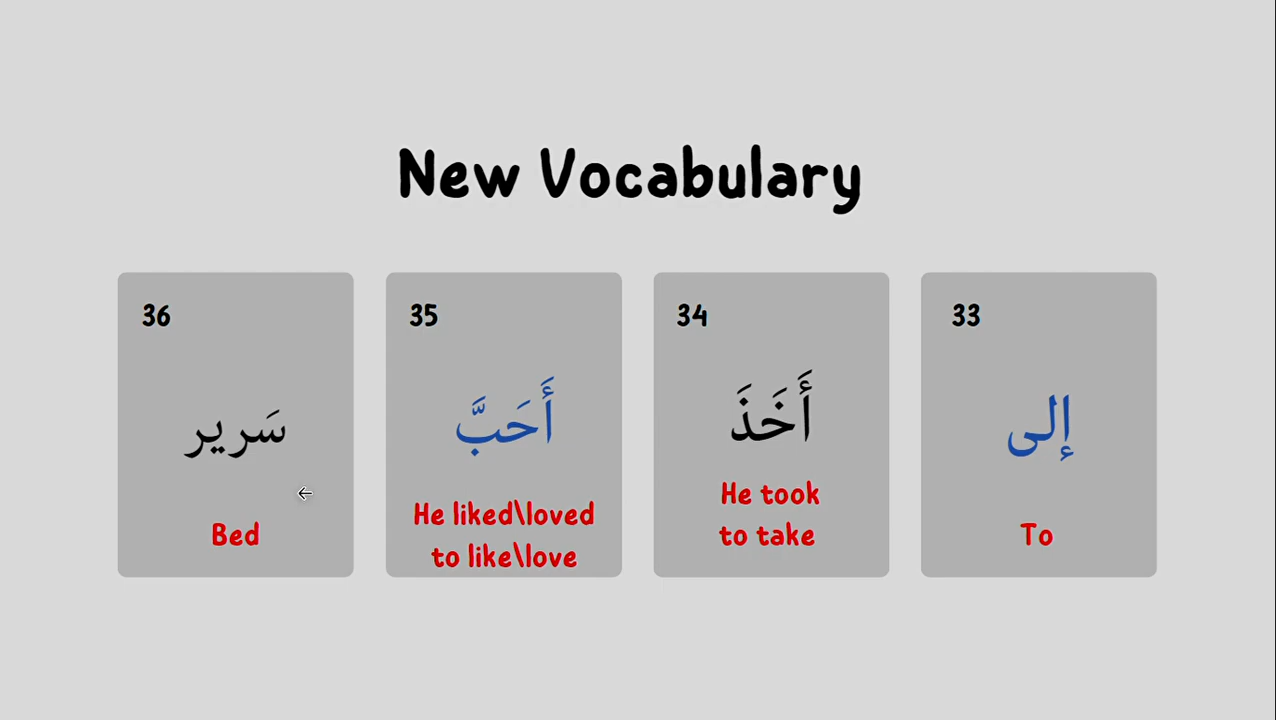 New Vocabulary
33
إلى
To
34
أَخَذَ
He took
to take
35
أَحَبَّ
He liked\loved
to like\love
36
سَرير
Bed